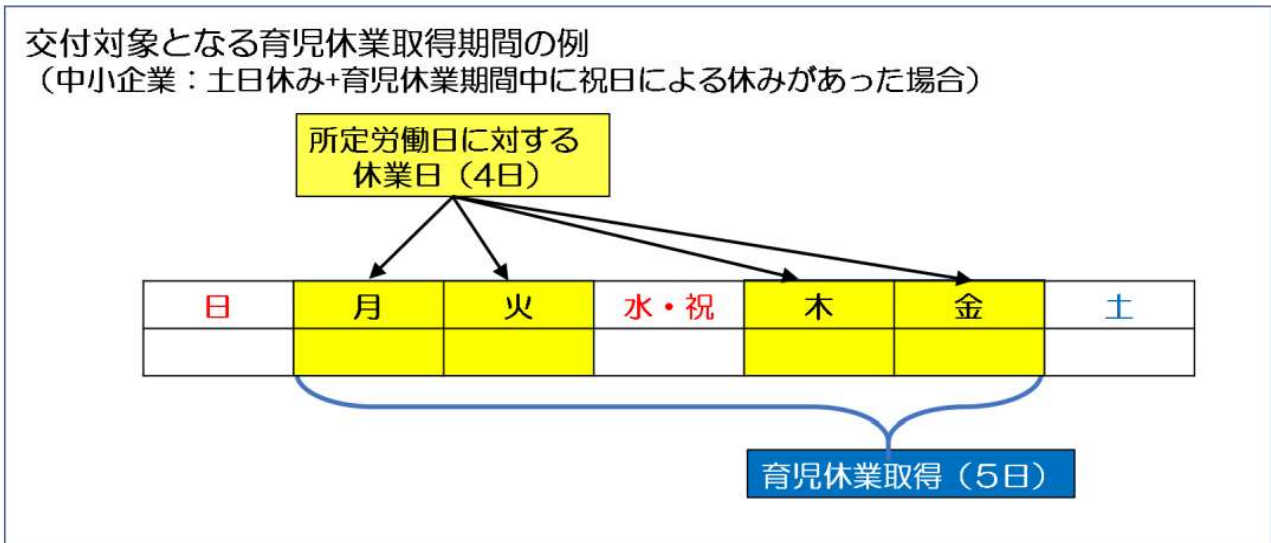 交付対象となる育児休業取得期間の例
（中小企業：土日休み+育児休業期間中に祝日による休みがあった場合）
所定労働日に対する
休業日（4日）
日 月 火 水・祝 木 金 土
育児休業取得（5日）